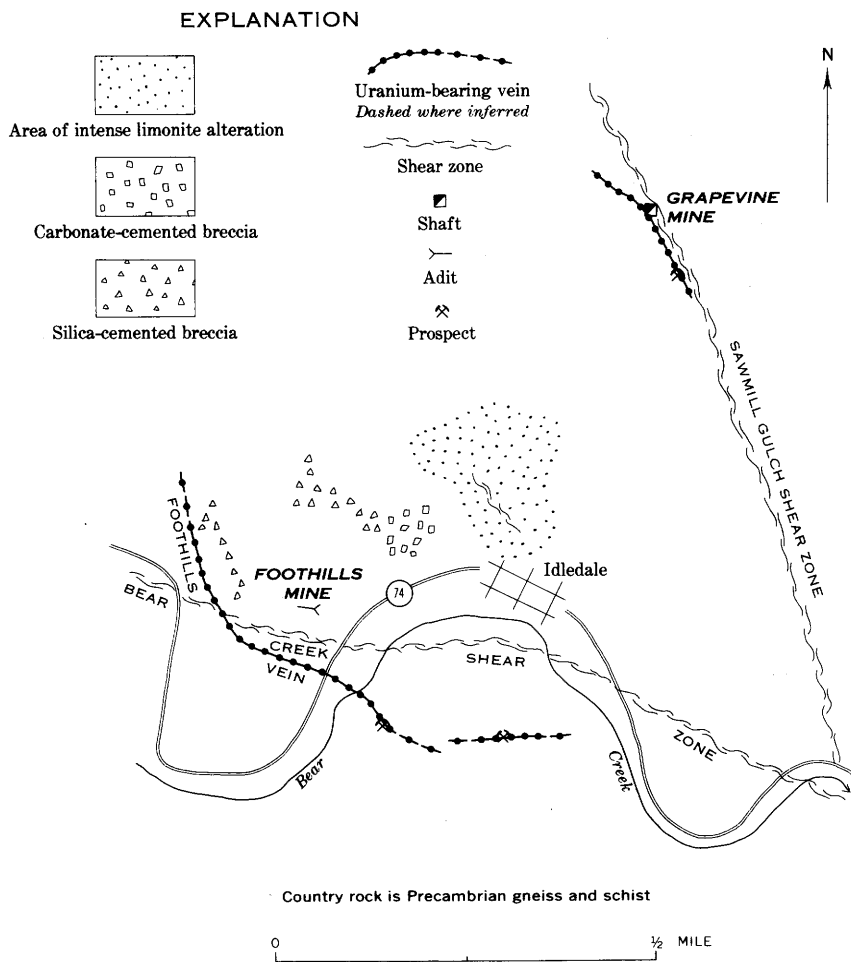 EXPLANATION
Area of intense limonite alteration
Carbonate-cemented breccia
Silica-cemented breccia
Uranium-bearing vein
Dashed where inferred
Shear zone
Shaft
Adit
Prospect
N
GRAPEVINE
MINE
SAWMILL GULCH SHEAR ZONE
FOOTHILLS
VEIN
FOOTHILLS
MINE
74
Idledale
BEAR
CREEK
SHEAR
ZONE
Bear
Creek
Country rock is Precambrian gneiss and schist
0
½ MILE